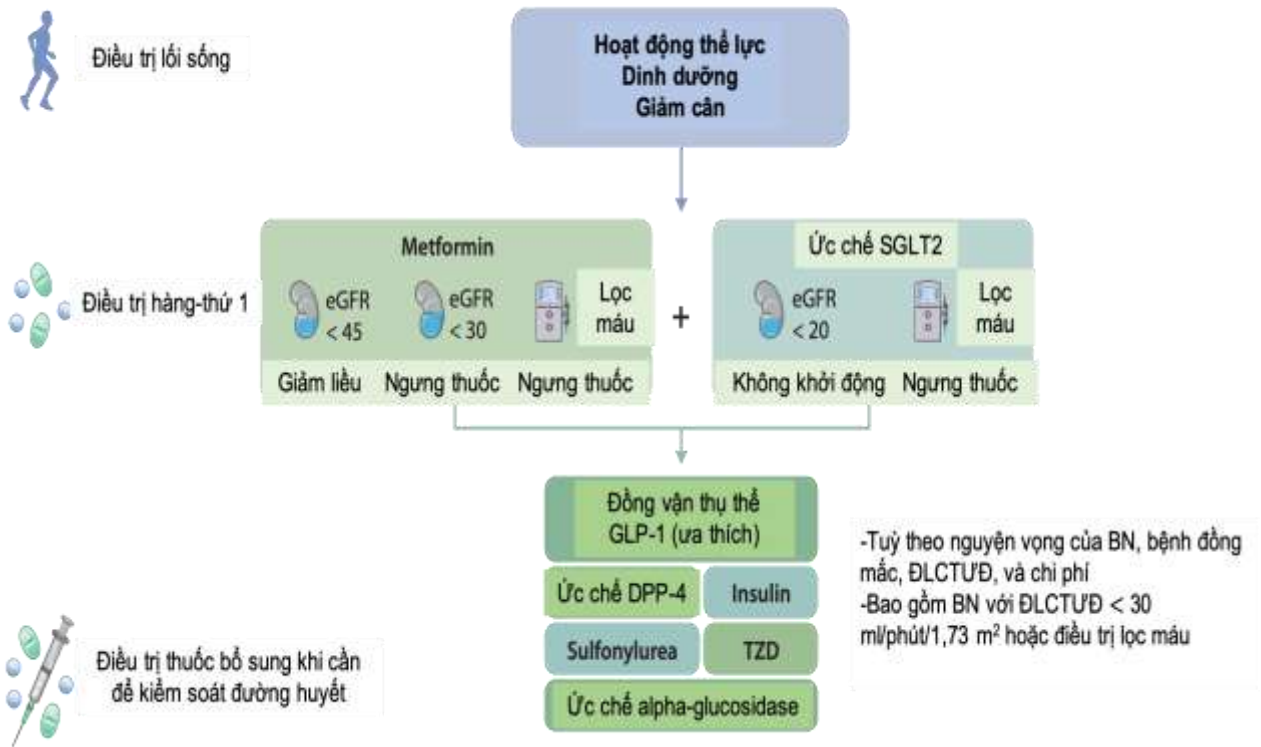 Điều trị lối sống
Hoạt động thể lực
Dinh dưỡng
Giảm cân
Điều trị hàng-thứ 1
Metformin
eGFR
< 45
eGFR
< 30
Lọc
máu
Giảm liều
Ngưng thuốc
Ngưng thuốc
+
Ức chế SGLT2
eGFR
< 20
Lọc
máu
Không khởi động
Ngưng thuốc
Điều trị thuốc bổ sung khi cần
để kiểm soát đường huyết
Đồng vận thụ thể
GLP-1 (ưa thích)
Ức chế DPP-4
Insulin
Sulfonylurea
TZD
Ức chế alpha-glucosidase
-Tuỳ theo nguyện vọng của BN, bệnh đồng
mắc, ĐLCTƯĐ, và chi phí
-Bao gồm BN với ĐLCTƯĐ < 30
ml/phút/1,73 m² hoặc điều trị lọc máu